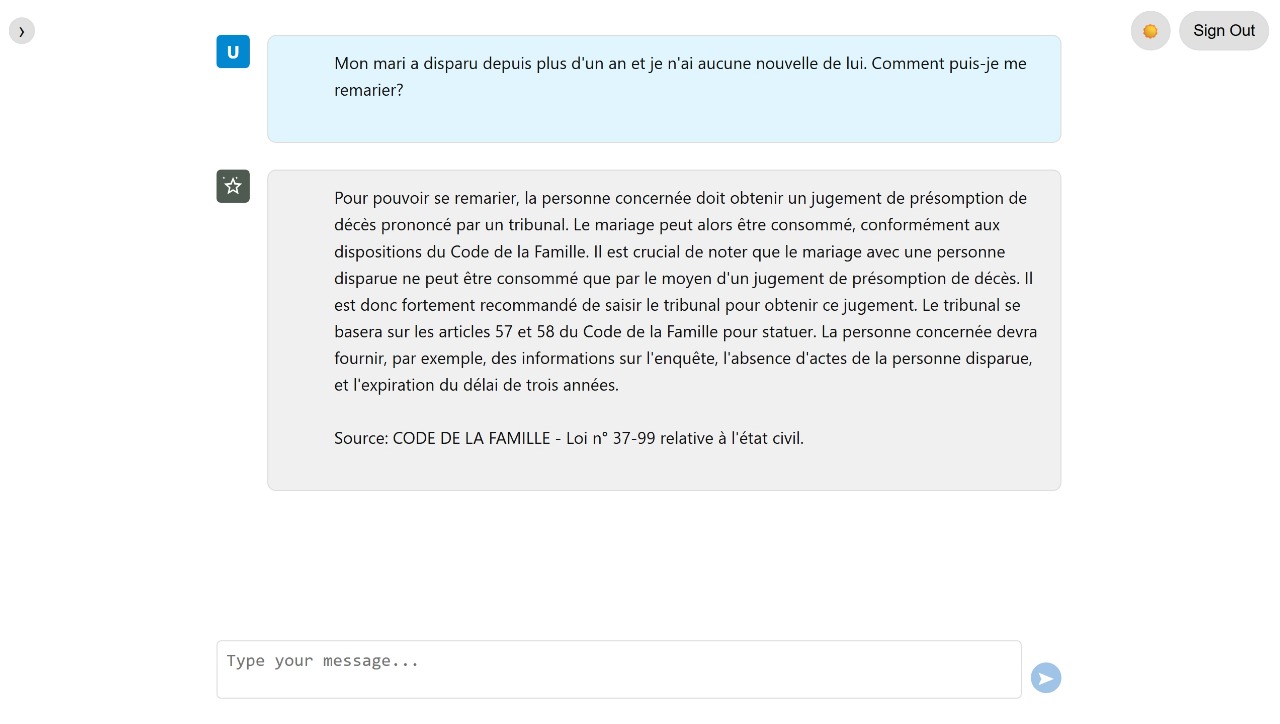 ›
Sign Out
U
Mon mari a disparu depuis plus d'un an et je n'ai aucune nouvelle de lui. Comment puis-je me
remarier?
Pour pouvoir se remarier, la personne concernée doit obtenir un jugement de présomption de
décès prononcé par un tribunal. Le mariage peut alors être consommé, conformément aux
dispositions du Code de la Famille. Il est crucial de noter que le mariage avec une personne
disparue ne peut être consommé que par le moyen d'un jugement de présomption de décès. Il
est donc fortement recommandé de saisir le tribunal pour obtenir ce jugement. Le tribunal se
basera sur les articles 57 et 58 du Code de la Famille pour statuer. La personne concernée devra
fournir, par exemple, des informations sur l'enquête, l'absence d'actes de la personne disparue,
et l'expiration du délai de trois années.
Source: CODE DE LA FAMILLE - Loi n° 37-99 relative à l'état civil.
Type your message...